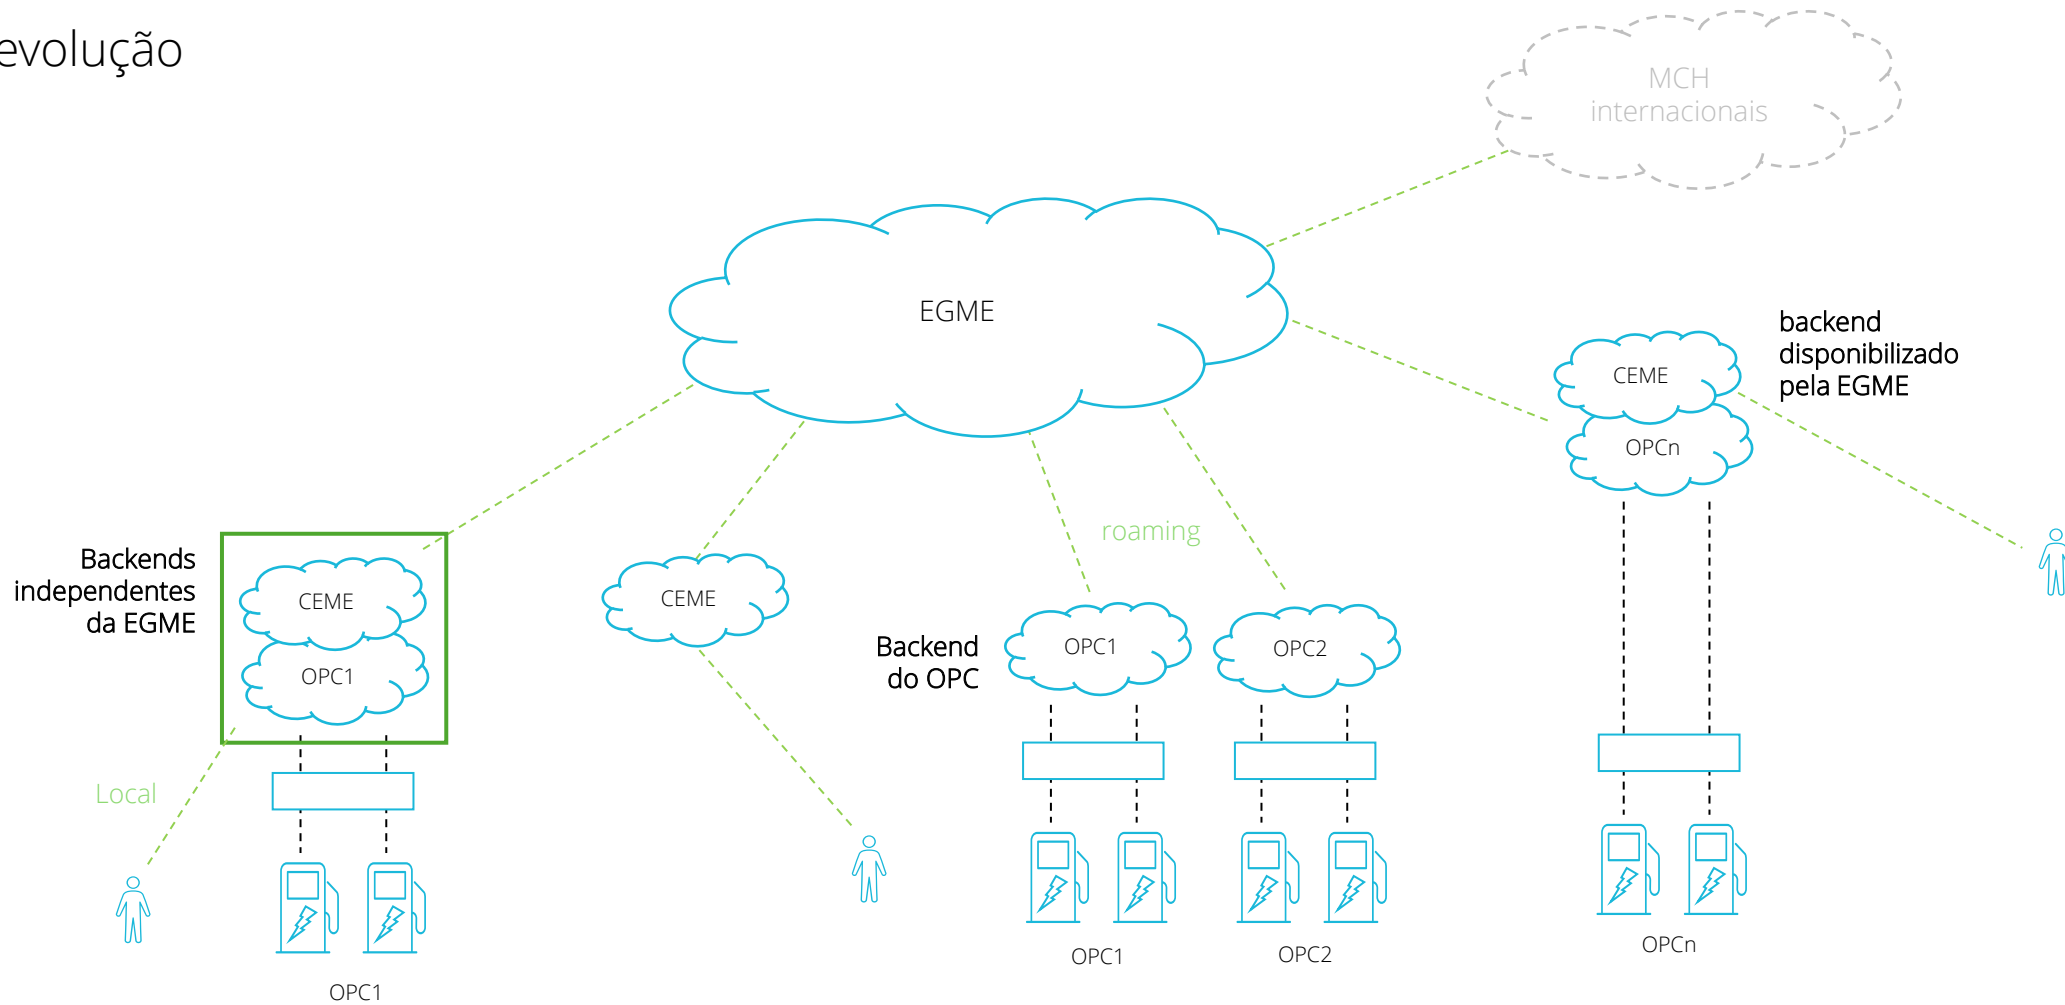 evolução
MCH
internacionais
EGME
backend
disponibilizado
pela EGME
CEME
OPCn
roaming
Backends
independentes
da EGME
CEME
OPC1
CEME
Backend
do OPC
OPC1
OPC2
Local
OPC1
OPC2
OPCn
OPC1